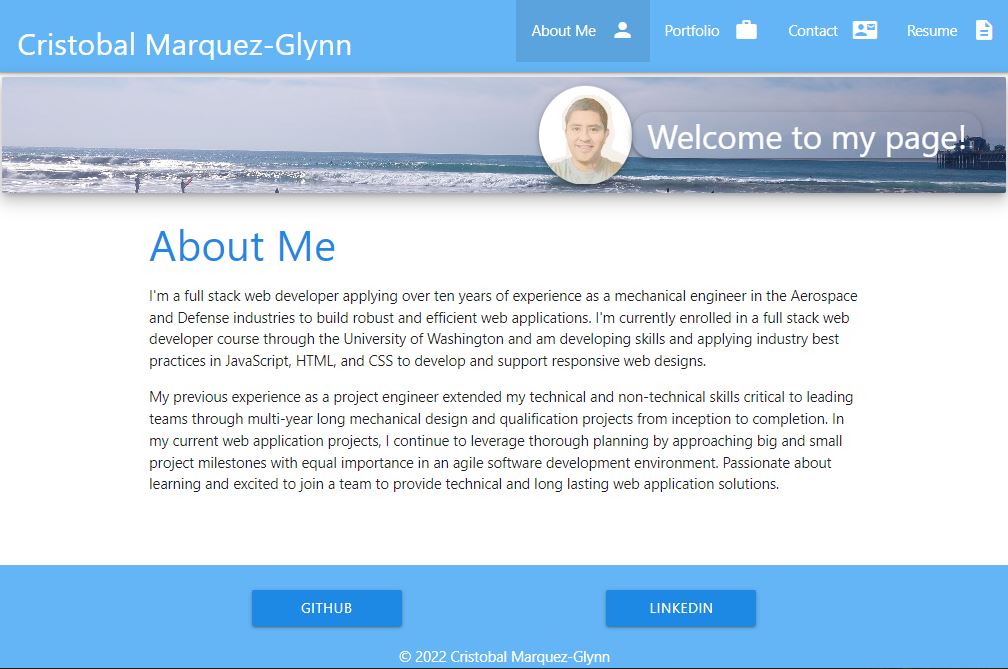 Cristobal Marquez-Glynn
About Me
Portfolio
Contact
Resume
Welcome to my page!
About Me
I'm a full stack web developer applying over ten years of experience as a mechanical engineer in the Aerospace
and Defense industries to build robust and efficient web applications. I'm currently enrolled in a full stack web
developer course through the University of Washington and am developing skills and applying industry best
practices in JavaScript, HTML, and CSS to develop and support responsive web designs.
My previous experience as a project engineer extended my technical and non-technical skills critical to leading
teams through multi-year long mechanical design and qualification projects from inception to completion. In
my current web application projects, I continue to leverage thorough planning by approaching big and small
project milestones with equal importance in an agile software development environment. Passionate about
learning and excited to join a team to provide technical and long lasting web application solutions.
GITHUB
LINKEDIN
© 2022 Cristobal Marquez-Glynn